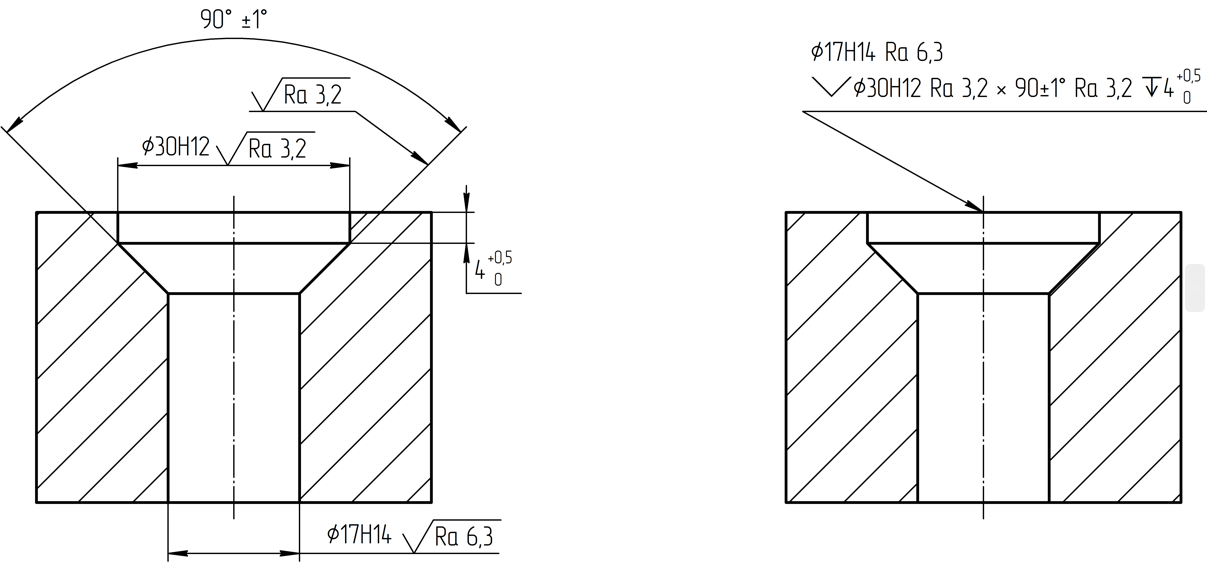 90° ±1°
Ra 3,2
⌀30H12 Ra 3,2
4 +0,5 0
⌀17H14 Ra 6,3
⌀17H14 Ra 6,3
⌵⌀30H12 Ra 3,2 × 90±1° Ra 3,2 ↧4 +0,5 0